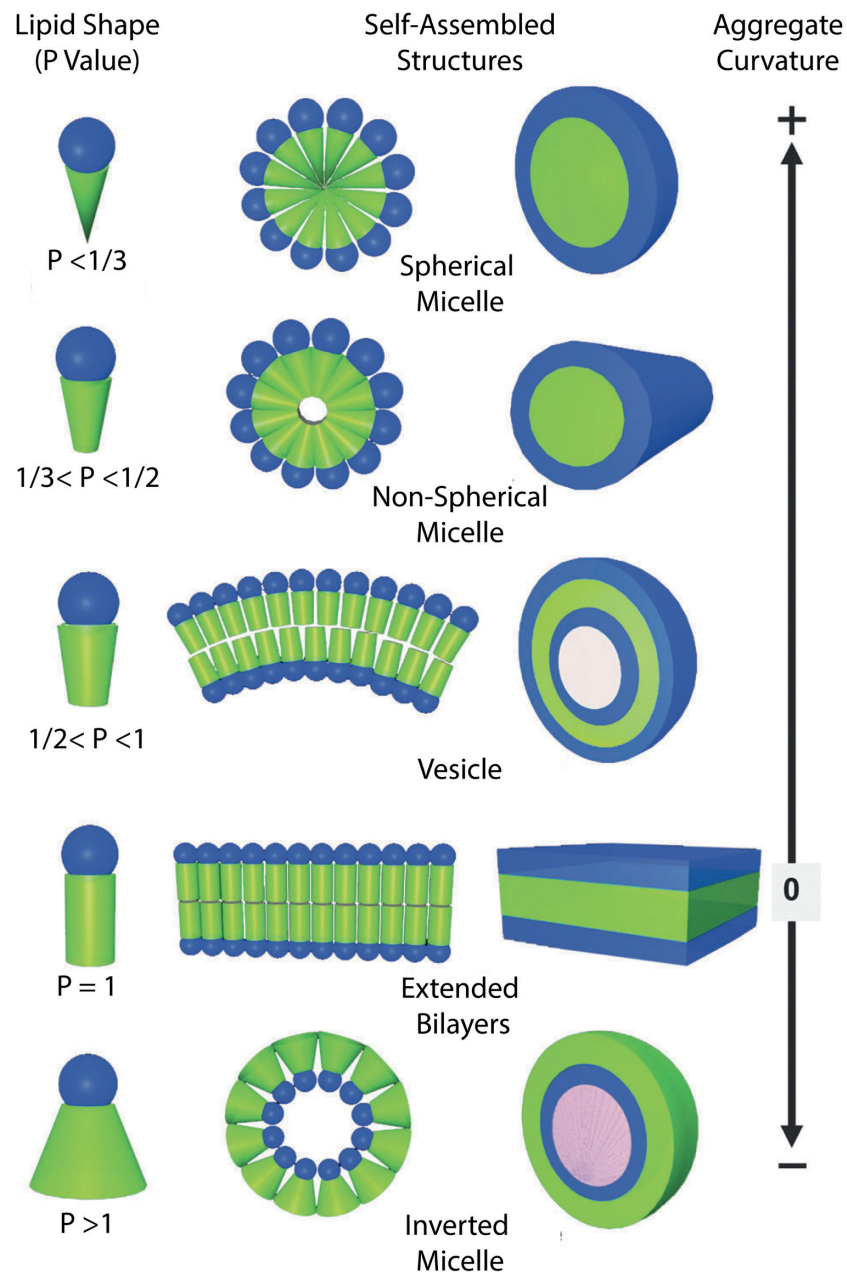 Lipid Shape
(P Value)
Self-Assembled
Structures
Aggregate
Curvature
+
P <1/3
Spherical
Micelle
1/3< P <1/2
Non-Spherical
Micelle
1/2< P <1
Vesicle
0
P = 1
Extended
Bilayers
–
P >1
Inverted
Micelle